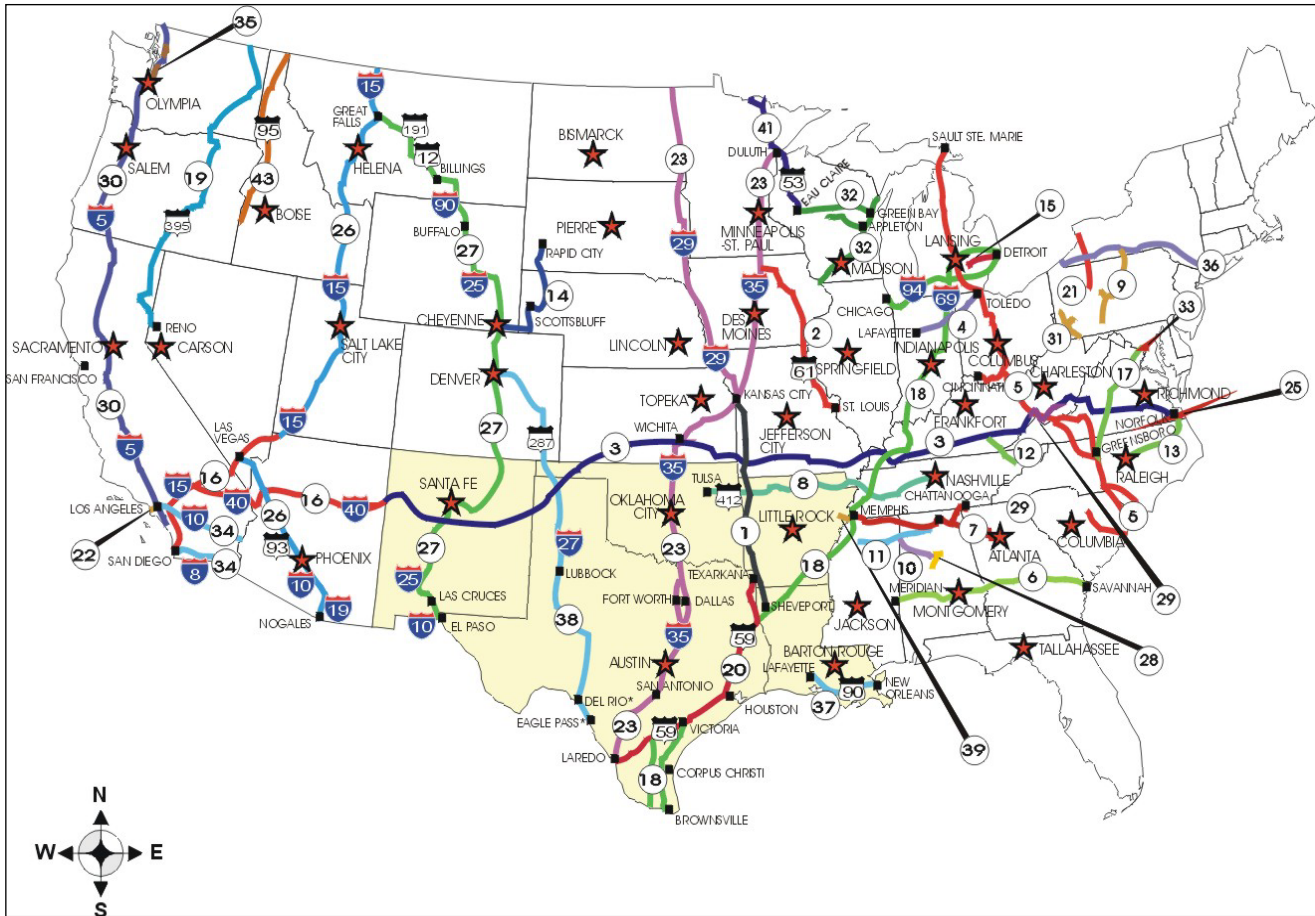 35
OLYMPIA
15
GREAT
FALLS
191
12
HELENA
BILLINGS
90
BUFFALO
27
25
BISMARCK
23
41
DULUTH
23
53
EAU CLAIRE
32
GREEN BAY
APPLETON
32
SAULT STE. MARIE
95
SALEM
30
19
43
BOISE
5
395
26
PIERRE
RAPID CITY
14
SCOTTSBLUFF
29
MINNEAPOLIS
-ST. PAUL
MADISON
LANSING
15
DETROIT
94
69
36
21
9
33
CHICAGO
TOLEDO
35
2
LAFAYETTE
4
31
15
CHEYENNE
DES
MOINES
RENO
SACRAMENTO
CARSON
SALT LAKE
CITY
LINCOLN
INDIANAPOLIS
COLUMBUS
SAN FRANCISCO
DENVER
29
61
SPRINGFIELD
CINCINNATI
CHARLESTON
17
RICHMOND
25
30
TOPEKA
KANSAS CITY
ST. LOUIS
18
FRANKFORT
5
NORFOLK
LAS
VEGAS
15
27
287
WICHITA
JEFFERSON
CITY
GREENSBORO
5
3
3
12
RALEIGH
13
16
15
40
16
40
35
TULSA
412
8
NASHVILLE
LOS ANGELES
10
34
26
SANTA FE
OKLAHOMA
CITY
LITTLE ROCK
MEMPHIS
CHATTANOOGA
29
5
22
SAN DIEGO
8
34
93
PHOENIX
27
27
23
1
18
11
7
ATLANTA
COLUMBIA
10
10
25
LUBBOCK
TEXARKANA
10
6
29
19
LAS CRUCES
FORT WORTH
DALLAS
SHEVEPORT
MERIDIAN
MONTGOMERY
SAVANNAH
NOGALES
10
EL PASO
38
35
59
JACKSON
28
AUSTIN
20
BARTON ROUGE
TALLAHASSEE
LAFAYETTE
SAN ANTONIO
90
NEW
ORLEANS
DEL RIO*
HOUSTON
37
EAGLE PASS*
23
59
VICTORIA
39
LAREDO
18
CORPUS CHRISTI
BROWNSVILLE
N
W
E
S